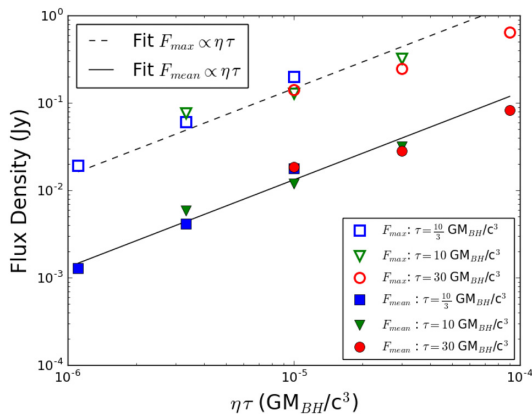 Fit F_max ∝ ητ
Fit F_mean ∝ ητ
10^0
10^-1
10^-2
10^-3
10^-4
Flux Density (Jy)
F_max: τ = 10/3 GM_BH/c^3
F_max: τ = 10 GM_BH/c^3
F_max: τ = 30 GM_BH/c^3
F_mean: τ = 10/3 GM_BH/c^3
F_mean: τ = 10 GM_BH/c^3
F_mean: τ = 30 GM_BH/c^3
10^-6 10^-5 10^-4
ητ (GM_BH/c^3)